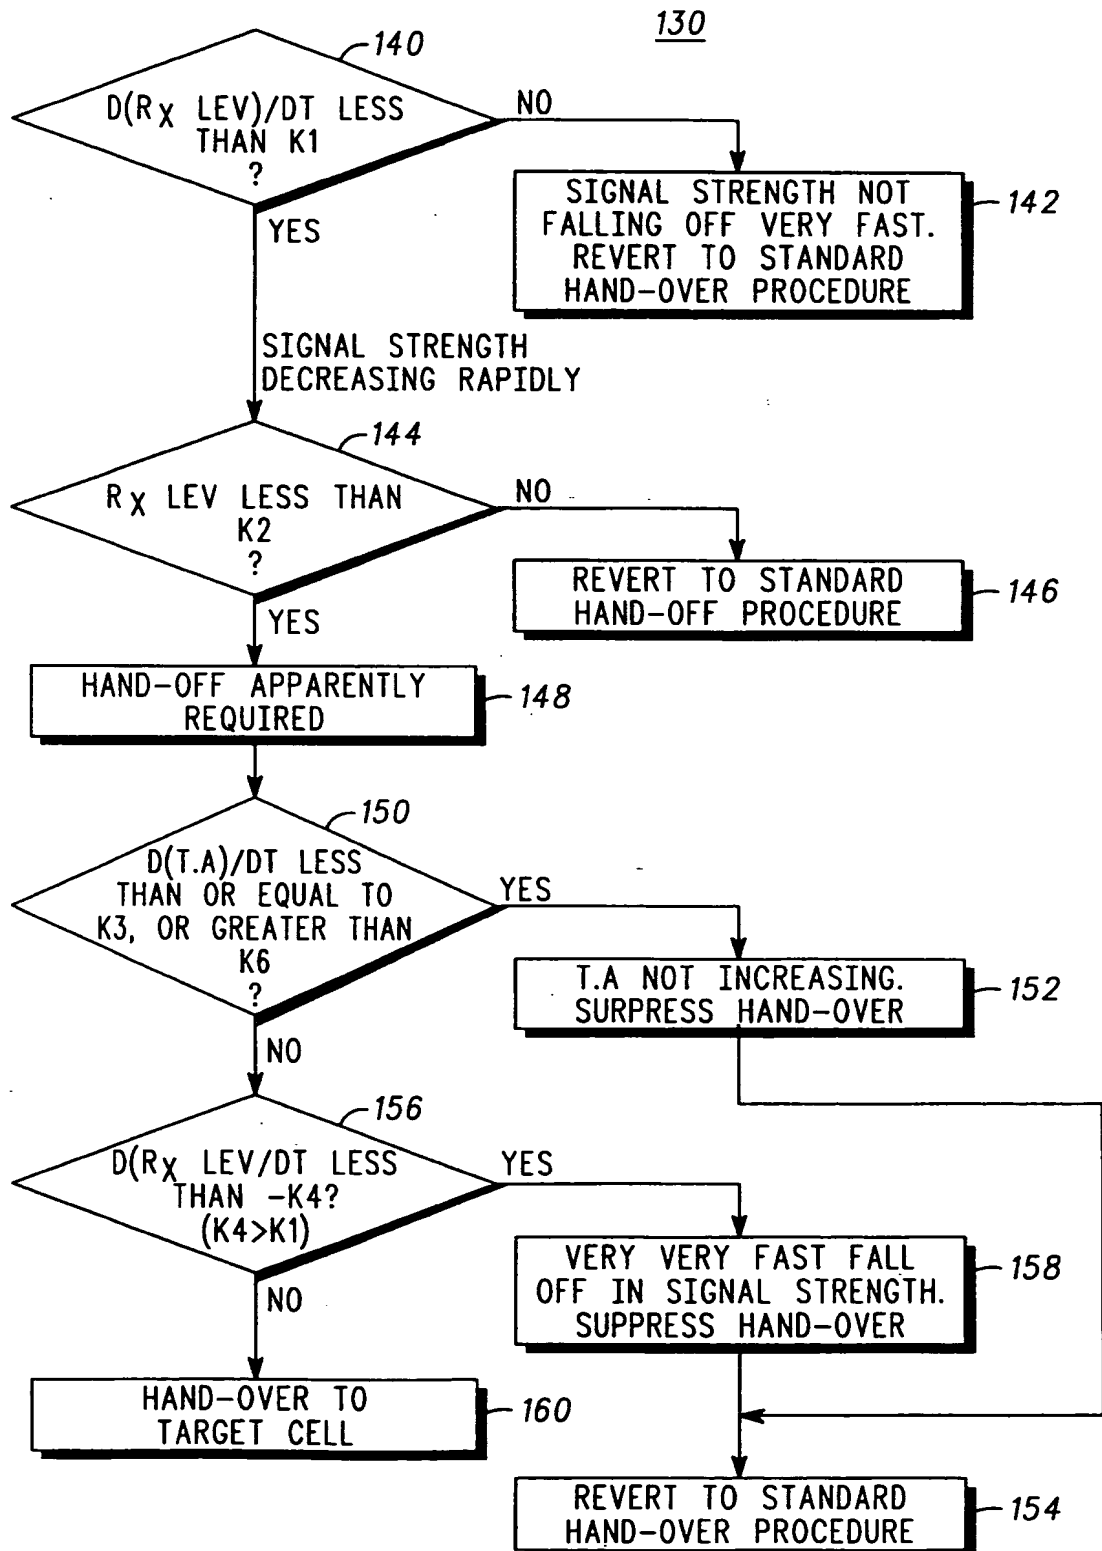 130
140
D(RX LEV)/DT LESS
THAN K1
?
NO
YES
SIGNAL STRENGTH NOT
FALLING OFF VERY FAST.
REVERT TO STANDARD
HAND-OVER PROCEDURE
142
SIGNAL STRENGTH
DECREASING RAPIDLY
144
RX LEV LESS THAN
K2
?
NO
YES
REVERT TO STANDARD
HAND-OFF PROCEDURE
146
HAND-OFF APPARENTLY
REQUIRED
148
150
D(T.A)/DT LESS
THAN OR EQUAL TO
K3, OR GREATER THAN
K6
?
YES
NO
T.A NOT INCREASING.
SURPRESS HAND-OVER
152
156
D(RX LEV/DT LESS
THAN -K4?
(K4>K1)
YES
NO
VERY VERY FAST FALL
OFF IN SIGNAL STRENGTH.
SUPPRESS HAND-OVER
158
HAND-OVER TO
TARGET CELL
160
REVERT TO STANDARD
HAND-OVER PROCEDURE
154